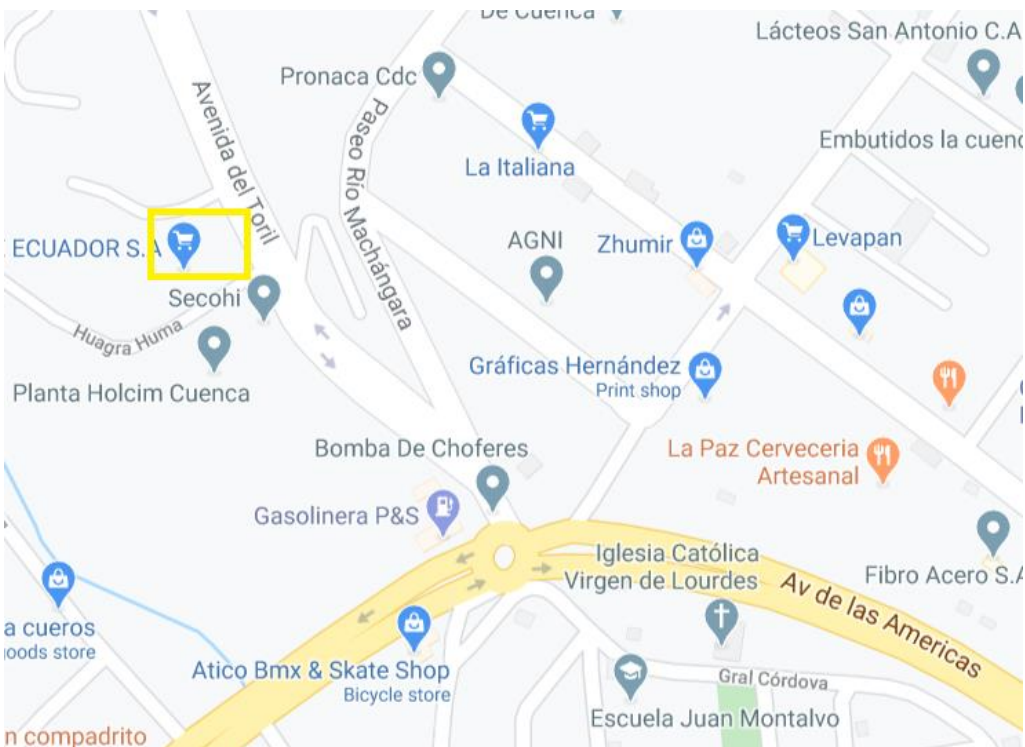 De Cuenca
Lácteos San Antonio C.A
Pronaca Cdc
Avenida del Toril
Paseo Río Machángara
La Italiana
Embutidos la cuenc
ECUADOR S.A
AGNI
Zhumir
Levapan
Secohi
Huagra Huma
Planta Holcim Cuenca
Gráficas Hernández
Print shop
Bomba De Choferes
La Paz Cerveceria
Artesanal
Gasolinera P&S
Iglesia Católica
Virgen de Lourdes
Av de las Americas
Fibro Acero S.A
a cueros
oods store
Atico Bmx & Skate Shop
Bicycle store
Gral Córdova
Escuela Juan Montalvo
n compadrito